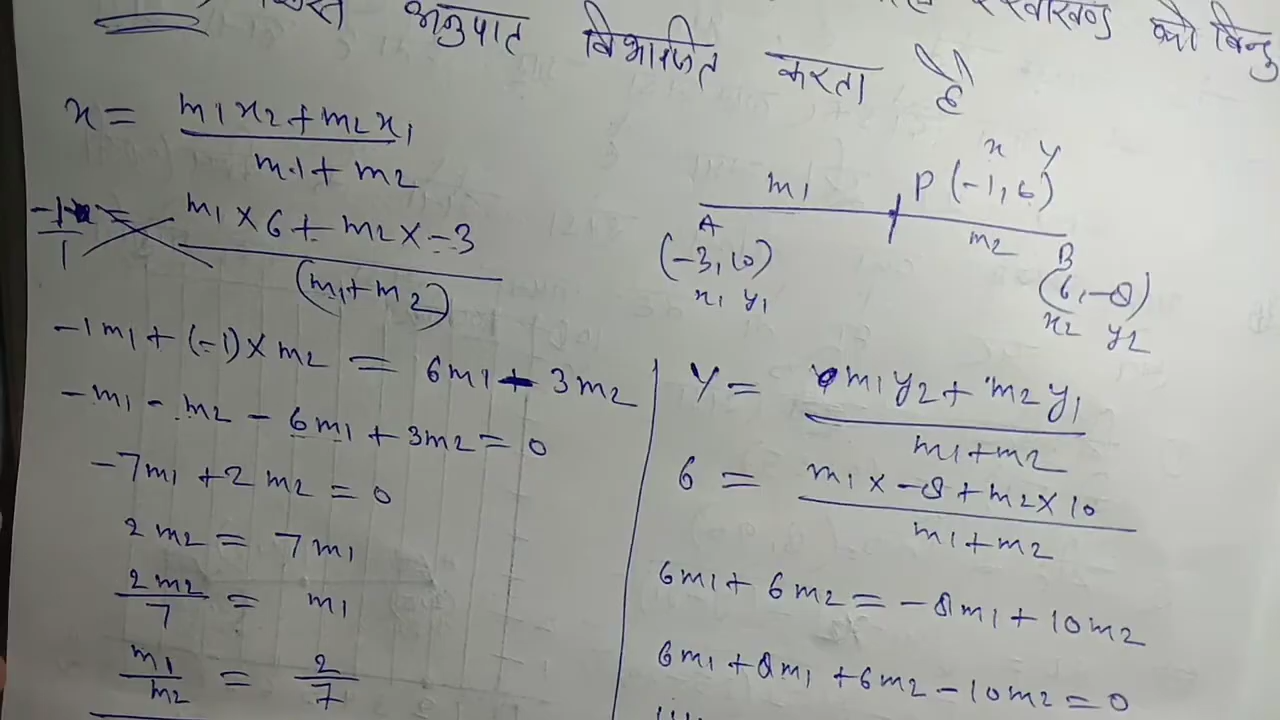 किस अनुपात विभाजित करता है
को बिन्दु
x = m1x2+m2x1
m1+m2
-1 = m1×6+m2×-3
1 (m1+m2)
-1m1+(-1)×m2 = 6m1-3m2
-m1-m2-6m1+3m2=0
-7m1+2m2=0
2m2=7m1
2m2 = m1
7
m1 = 2
m2 7
x y
m1 P(-1,6)
A m2 B
(-3,10) (6,-8)
x1 y1 x2 y2
y = m1y2+m2y1
m1+m2
6 = m1×-8+m2×10
m1+m2
6m1+6m2=-8m1+10m2
6m1+8m1+6m2-10m2=0